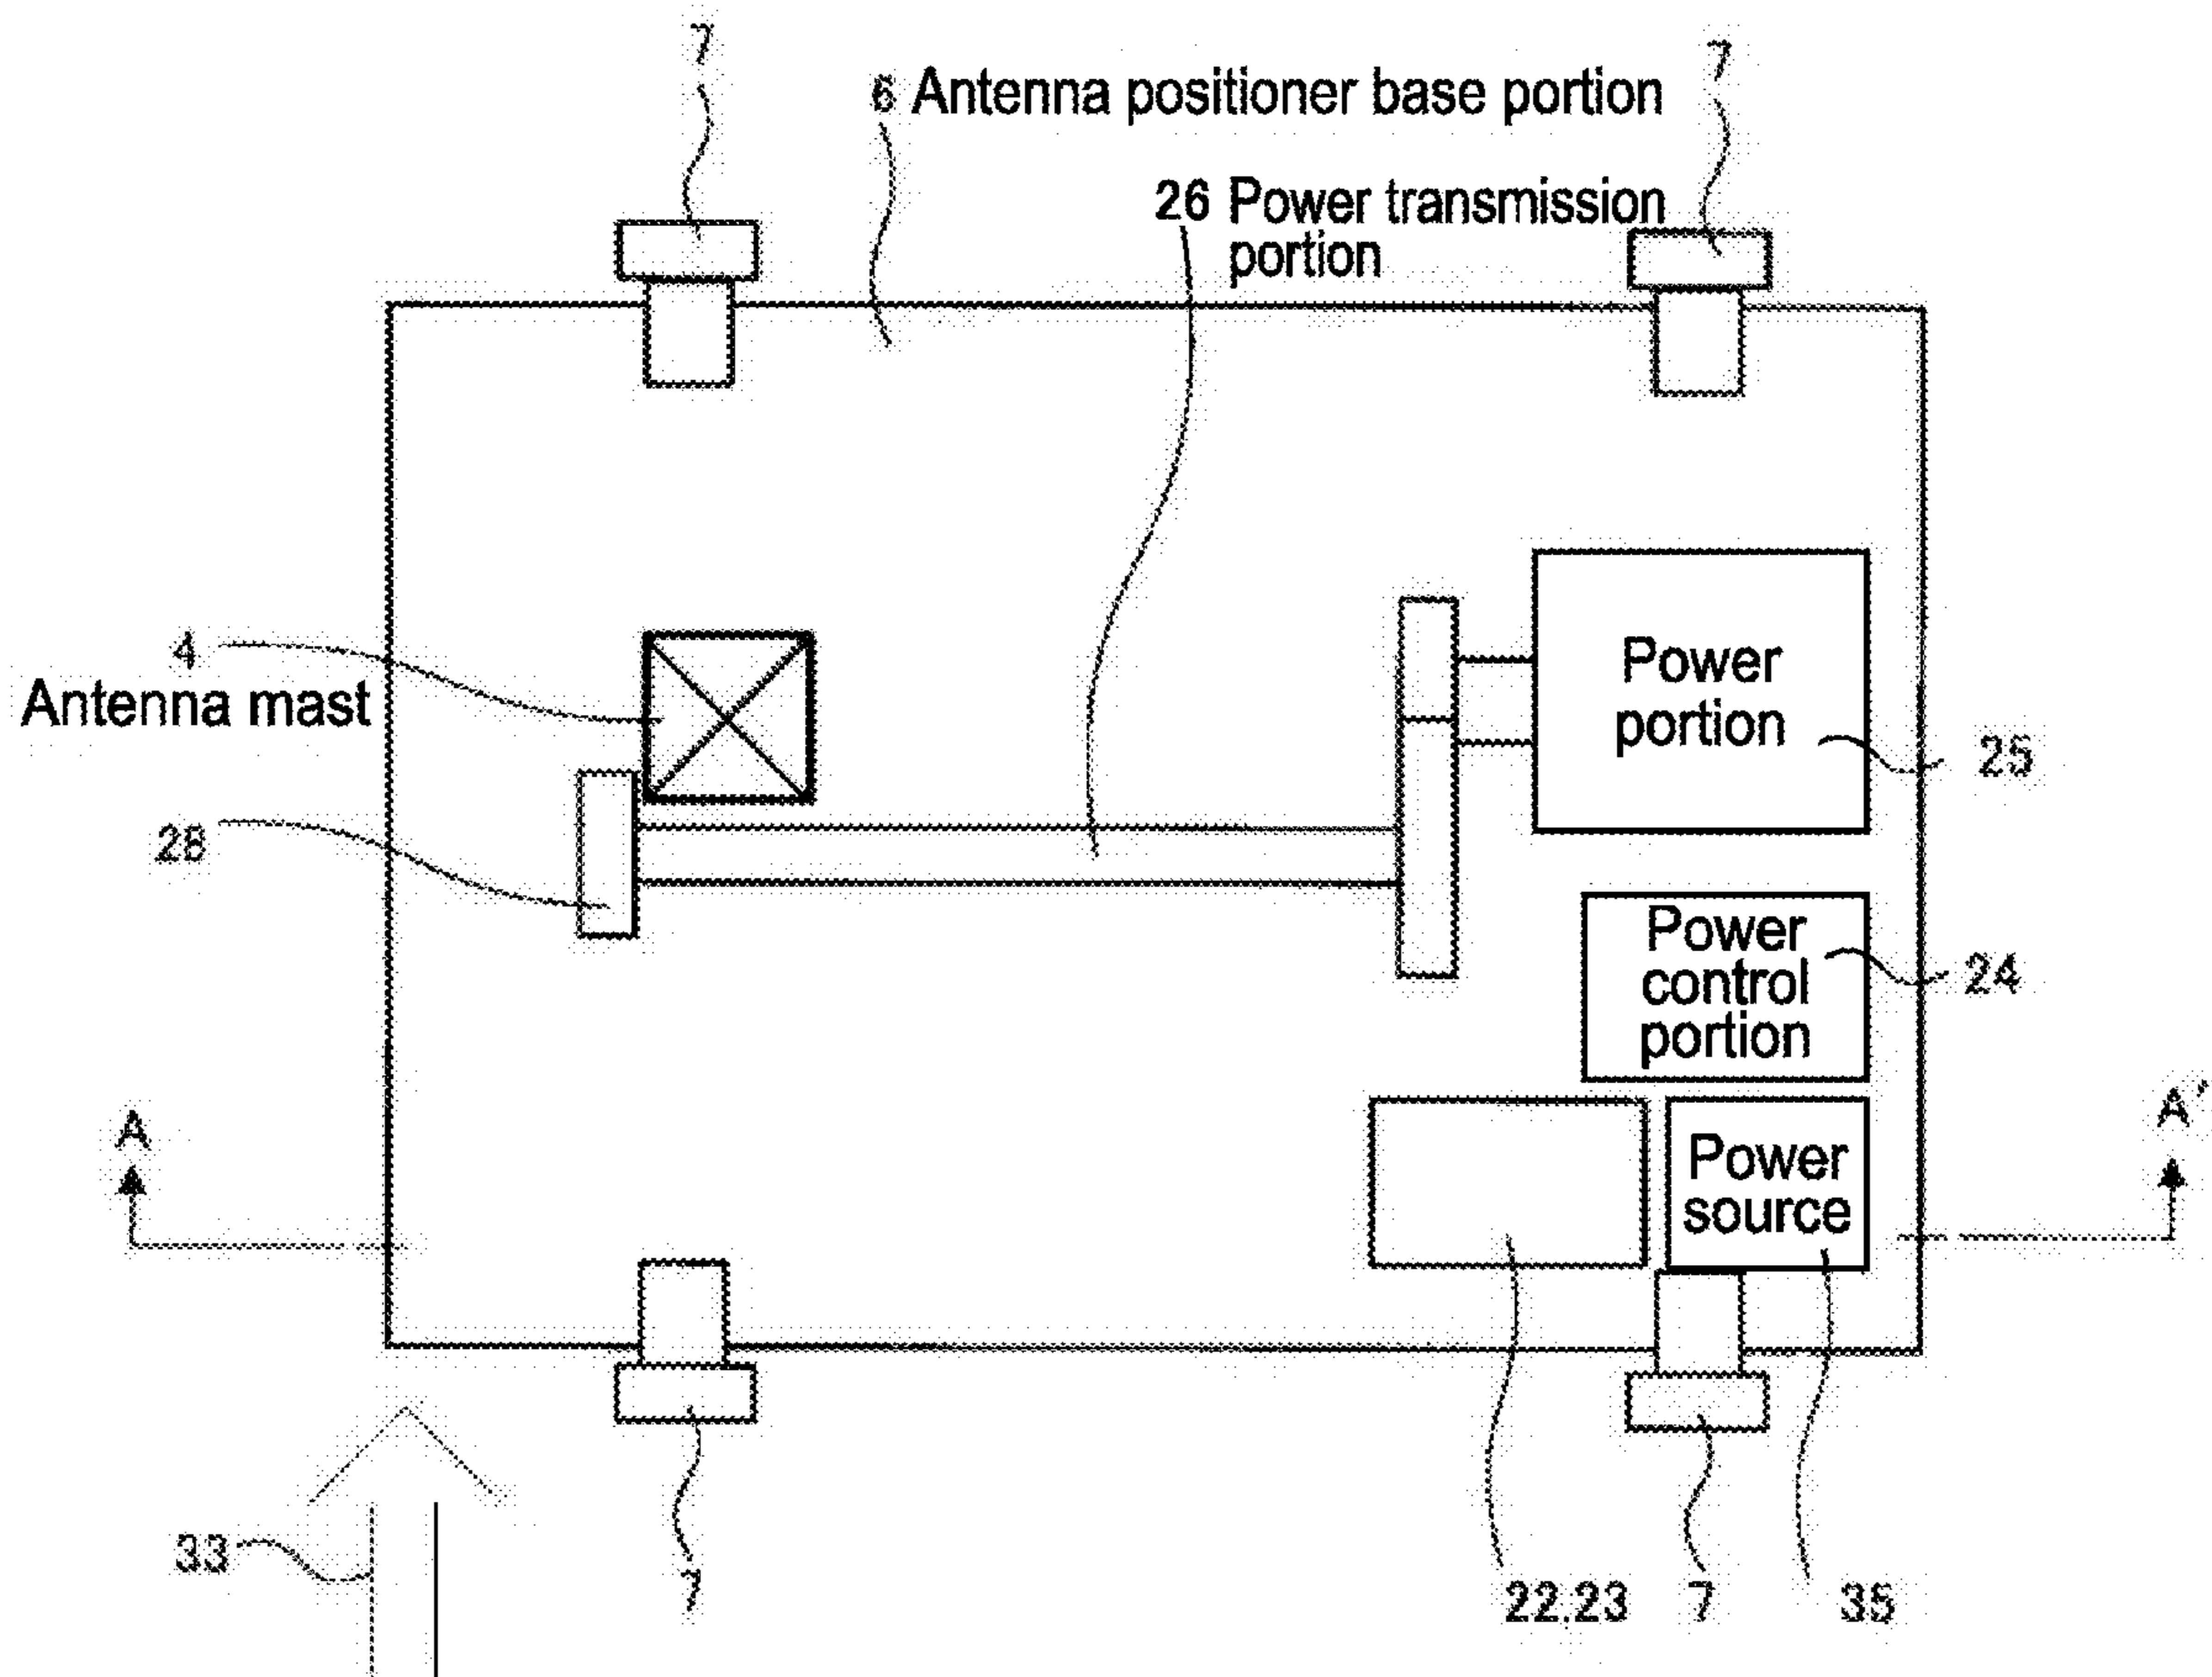 7
7
6 Antenna positioner base portion
26 Power transmission
portion
4
Antenna mast
Power
portion
25
28
Power
control
portion
24
A
A'
Power
source
33
7
22.23
7
35